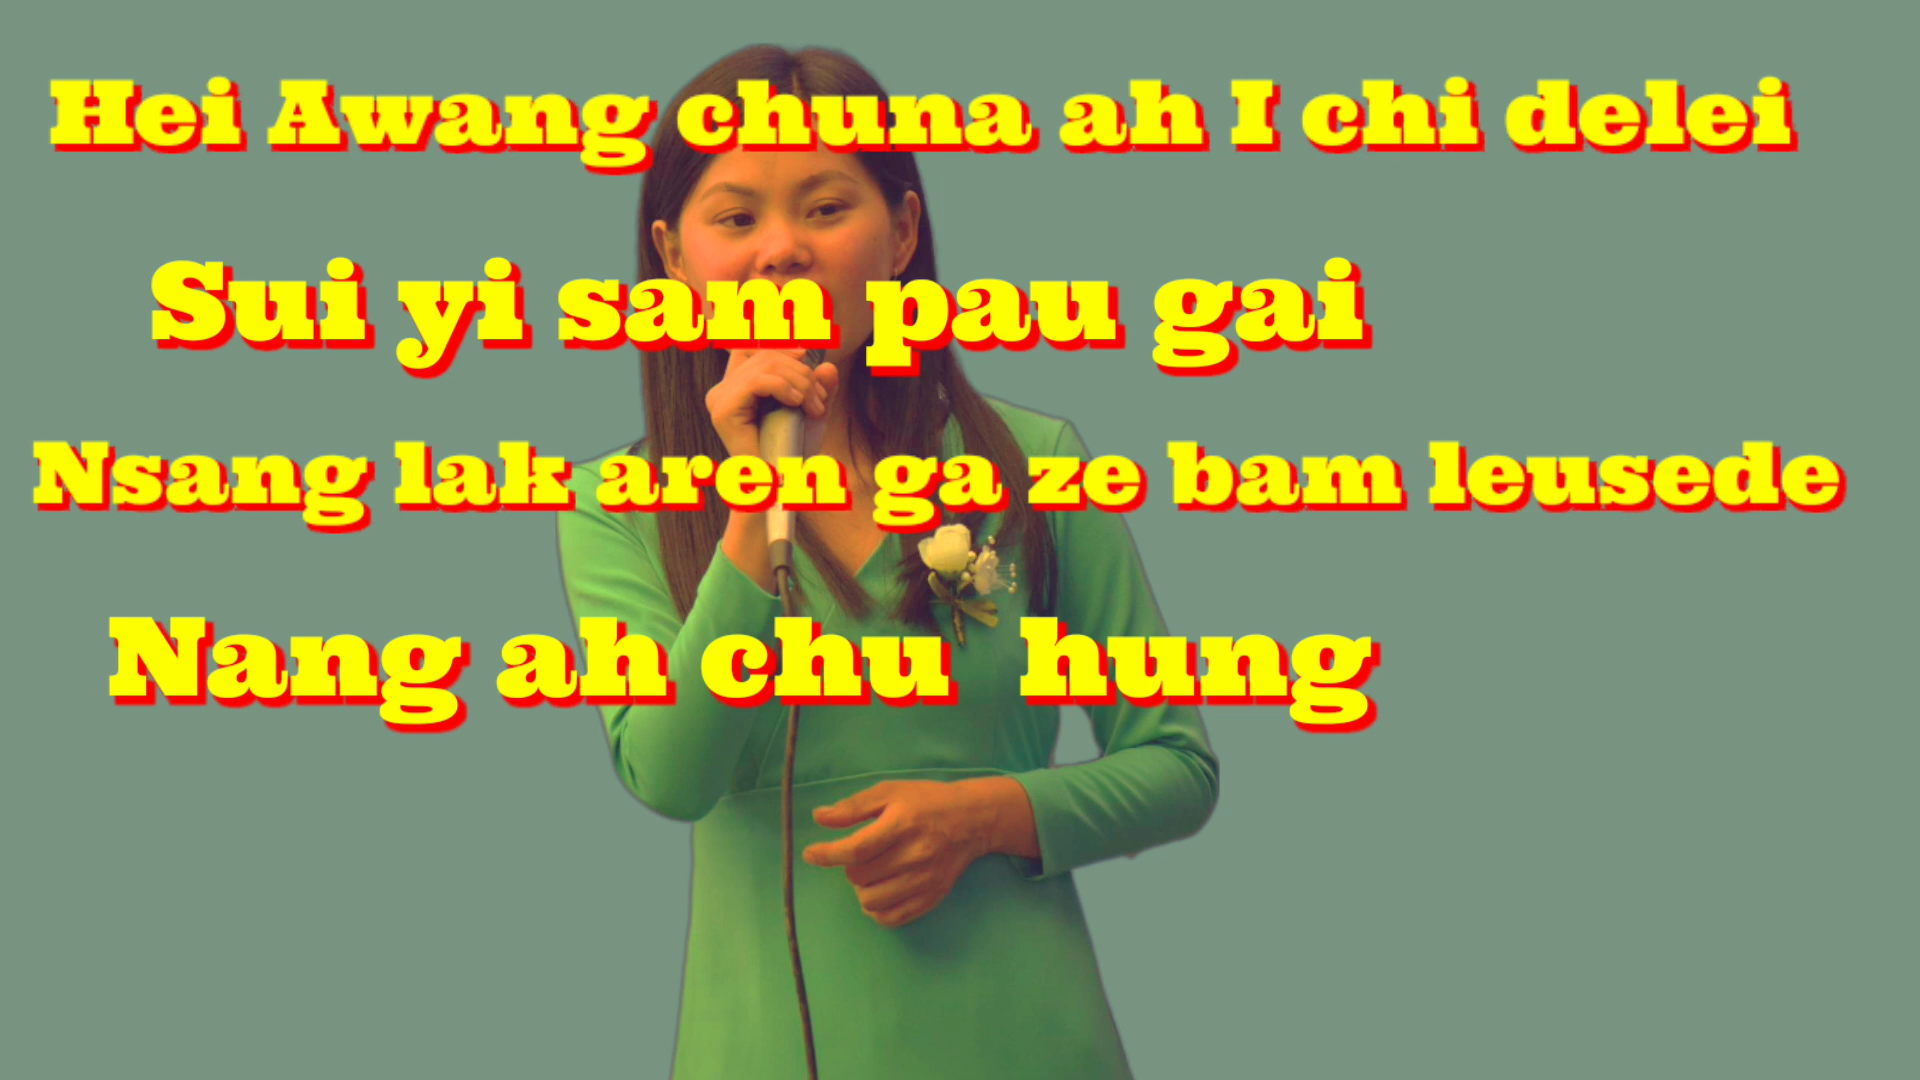 Hei Awang chuna ah I chi delei
Sui yi sam pau gai
Nsang lak aren ga ze bam leusede
Nang ah chu hung